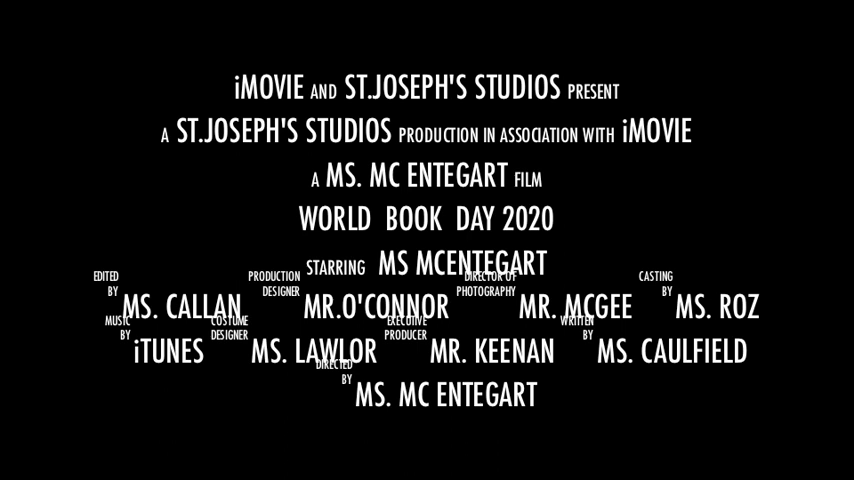 iMOVIE AND ST.JOSEPH'S STUDIOS PRESENT
A ST.JOSEPH'S STUDIOS PRODUCTION IN ASSOCIATION WITH iMOVIE
A MS. MC ENTEGART FILM
WORLD BOOK DAY 2020
STARRING MS MCENTEGART
EDITED BY MS. CALLAN PRODUCTION DESIGNER MR.O'CONNOR DIRECTOR OF PHOTOGRAPHY MR. MCGEE CASTING BY MS. ROZ
MUSIC BY iTUNES COSTUME DESIGNER MS. LAWLOR EXECUTIVE PRODUCER MR. KEENAN WRITTEN BY MS. CAULFIELD
DIRECTED BY MS. MC ENTEGART